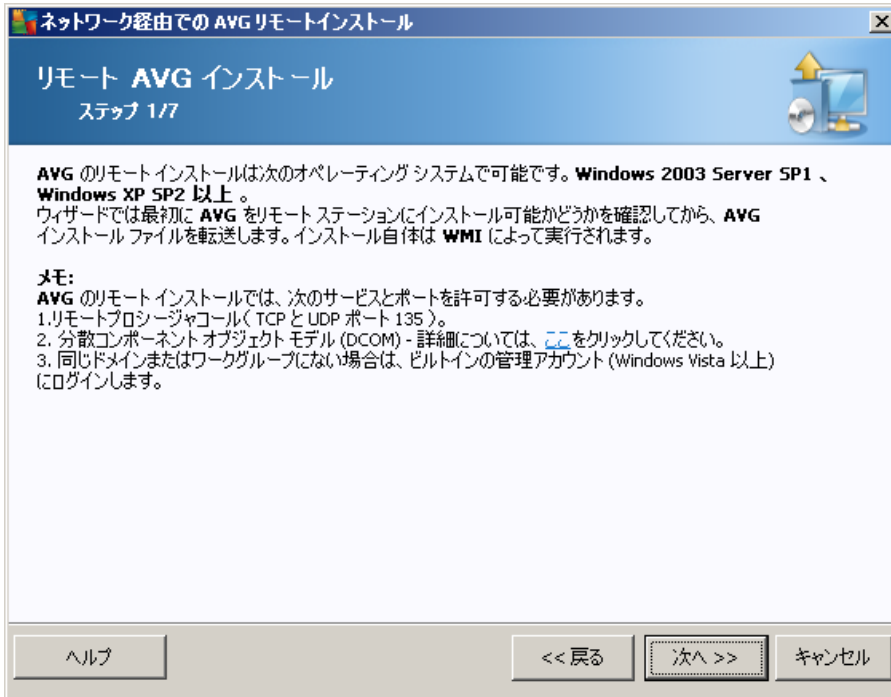 ネットワーク経由での AVG リモートインストール
リモート AVG インストール
ステップ 1/7
AVG のリモート インストールは次のオペレーティング システムで可能です。Windows 2003 Server SP1 、
Windows XP SP2 以上 。
ウィザードでは最初に AVG をリモート ステーションにインストール可能かどうかを確認してから、AVG
インストール ファイルを転送します。インストール自体は WMI によって実行されます。
メモ:
AVG のリモート インストールでは、次のサービスとポートを許可する必要があります。
1.リモートプロシージャコール( TCP と UDP ポート 135 )。
2. 分散コンポーネント オブジェクト モデル (DCOM) - 詳細については、ここをクリックしてください。
3. 同じドメインまたはワークグループにない場合は、ビルトインの管理アカウント (Windows Vista 以上)
にログインします。
ヘルプ
<< 戻る
次へ >>
キャンセル